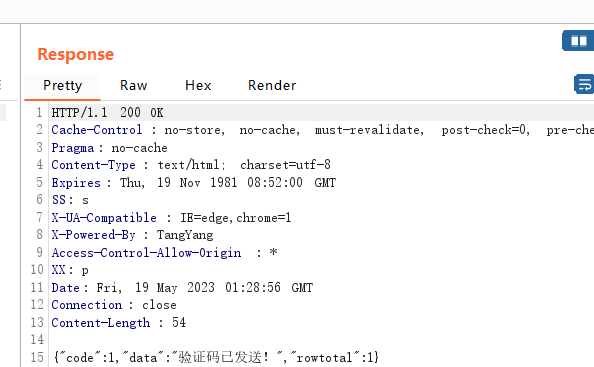 Response
Pretty Raw Hex Render
1 HTTP/1.1 200 OK
2 Cache-Control : no-store, no-cache, must-revalidate, post-check=0,
3 Pragma : no-cache
4 Content-Type : text/html; charset=utf-8
5 Expires : Thu, 19 Nov 1981 08:52:00 GMT
6 SS: s
7 X-UA-Compatible : IE=edge,chrome=1
8 X-Powered-By : TangYang
9 Access-Control-Allow-Origin : *
10 XX: p
11 Date : Fri, 19 May 2023 01:28:56 GMT
12 Connection : close
13 Content-Length : 54
14
15 {"code":1,"data":"验证码已发送！","rowtotal":1}